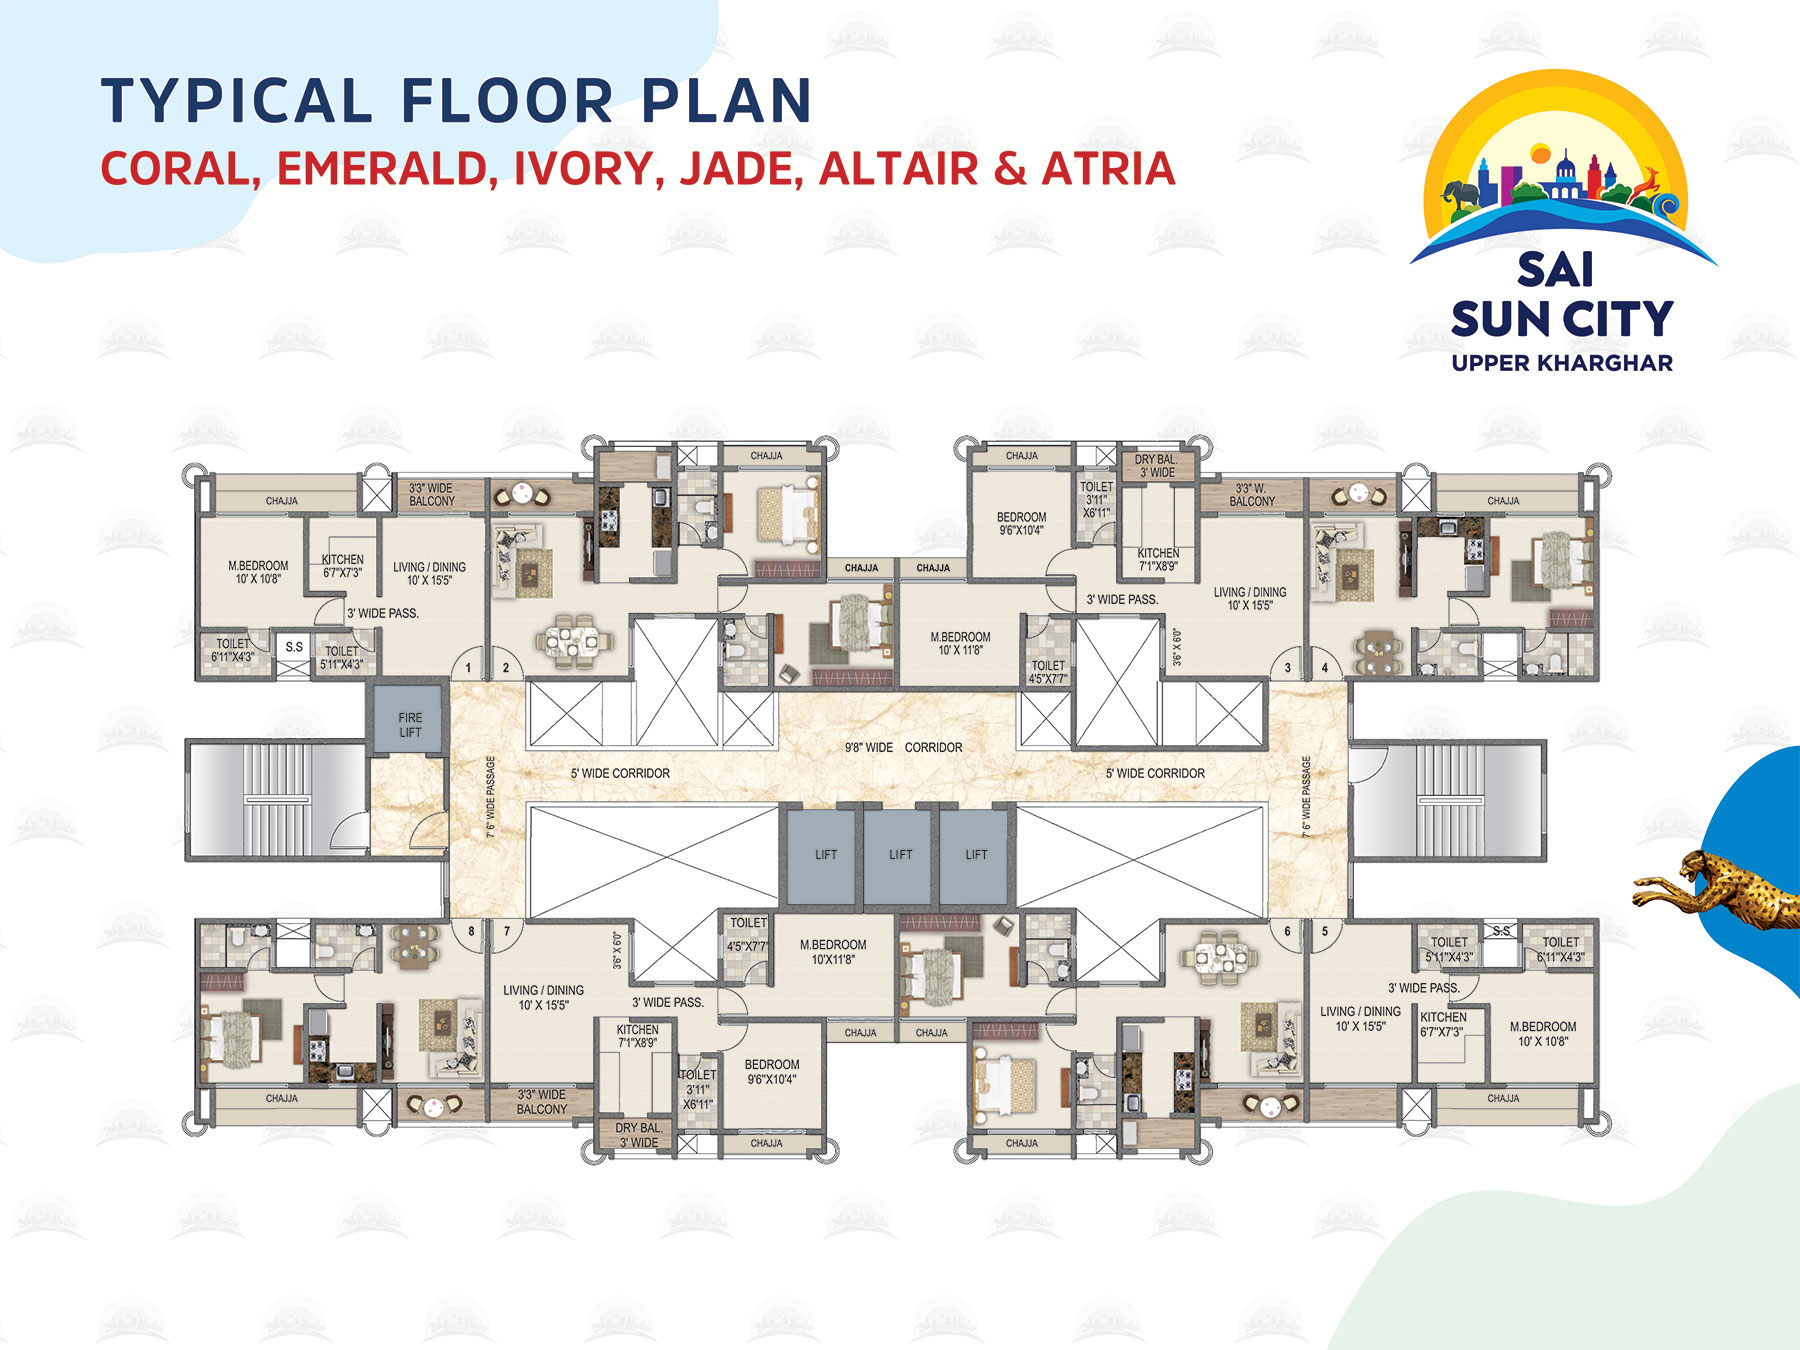 TYPICAL FLOOR PLAN
CORAL, EMERALD, IVORY, JADE, ALTAIR & ATRIA
SAI
SUN CITY
UPPER KHARGHAR
CHAJJA
3'3" WIDE
BALCONY
M.BEDROOM
10' X 10'8"
KITCHEN
6'7"X7'3"
LIVING / DINING
10' X 15'5"
3' WIDE PASS.
TOILET
6'11"X4'3"
S.S
TOILET
5'11"X4'3"
1
2
CHAJJA
CHAJJA
CHAJJA
CHAJJA
BEDROOM
9'6"X10'4"
TOILET
3'11"
X6'11"
DRY BAL.
3' WIDE
KITCHEN
7'1"X8'9"
3'3" W.
BALCONY
LIVING / DINING
10' X 15'5"
3' WIDE PASS.
M.BEDROOM
10' X 11'8"
TOILET
4'5"X7'7"
3'6" X 6'0"
3
4
CHAJJA
FIRE
LIFT
7' 6" WIDE PASSAGE
5' WIDE CORRIDOR
9'8" WIDE CORRIDOR
5' WIDE CORRIDOR
7' 6" WIDE PASSAGE
LIFT
LIFT
LIFT
8
7
3'6" X 6'0"
TOILET
4'5"X7'7"
M.BEDROOM
10'X11'8"
LIVING / DINING
10' X 15'5"
3' WIDE PASS.
KITCHEN
7'1"X8'9"
TOILET
3'11"
X6'11"
BEDROOM
9'6"X10'4"
CHAJJA
CHAJJA
CHAJJA
3'3" WIDE
BALCONY
DRY BAL.
3' WIDE
CHAJJA
CHAJJA
6
5
TOILET
5'11"X4'3"
S.S
TOILET
6'11"X4'3"
3' WIDE PASS.
LIVING / DINING
10' X 15'5"
KITCHEN
6'7"X7'3"
M.BEDROOM
10' X 10'8"
CHAJJA